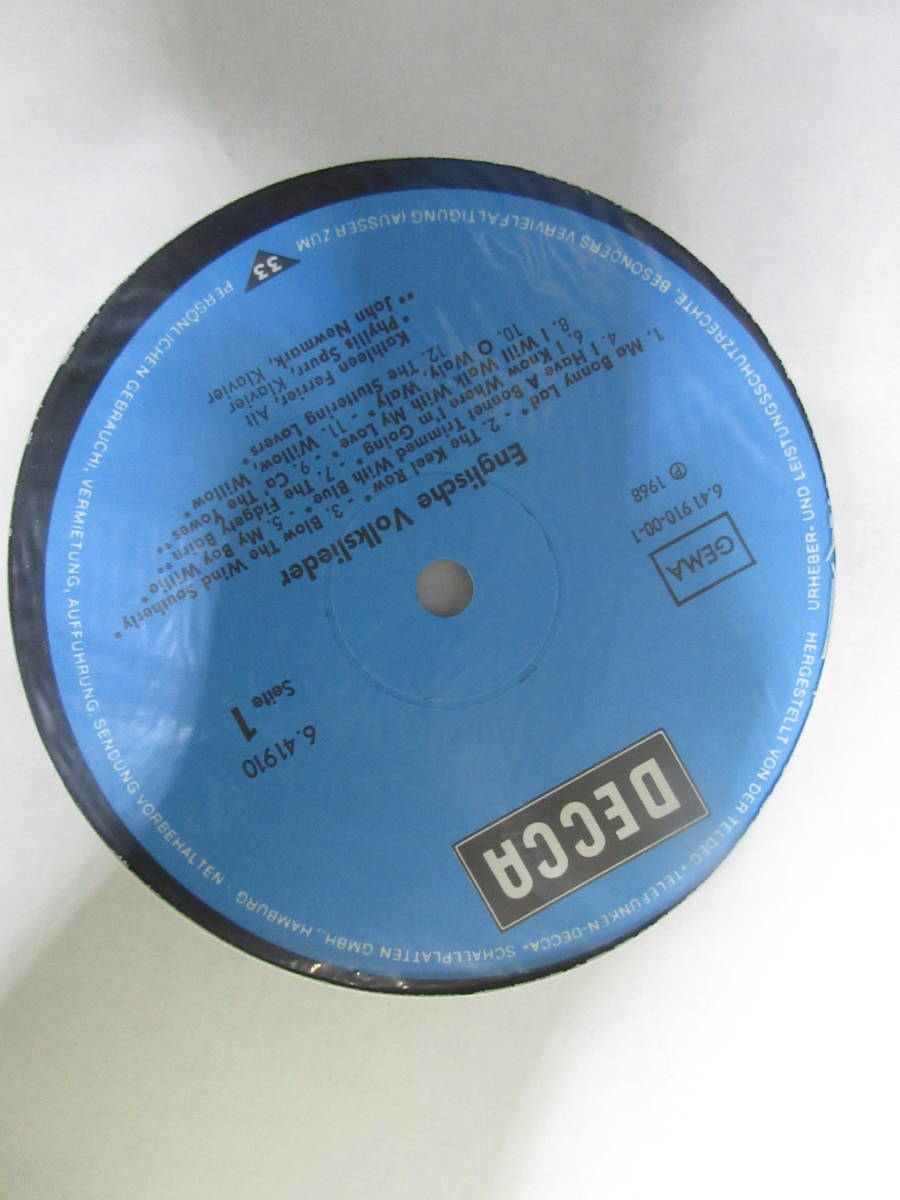 DECCA
6.41910
Seite 1
GEMA
6.41 910-00-1
℗ 1968
Englische Volkslieder
1. Ma Bonny Lad* - 2. The Keel Row* - 3. Blow The Wind Southerly*
4. I Have A Bonnet Trimmed With Blue* - 5. My Boy Willie*
6. I Know Where I'm Going* - 7. The Fidgety Bairn**
8. I Will Walk With My Love* - 9. Ca' The Yowes**
10. O Waly, Waly* - 11. Willow, Willow*
12. The Stuttering Lovers*
Kathleen Ferrier, Alt
*Phyllis Spurr, Klavier
**John Newmark, Klavier
33
HERGESTELLT VON DER TELDEC »TELEFUNKEN-DECCA« SCHALLPLATTEN GMBH., HAMBURG · URHEBER- UND LEISTUNGSSCHUTZRECHTE, BESONDERS VERVIELFÄLTIGUNG (AUSSER ZUM PERSÖNLICHEN GEBRAUCH), VERMIETUNG, AUFFÜHRUNG, SENDUNG VORBEHALTEN ·